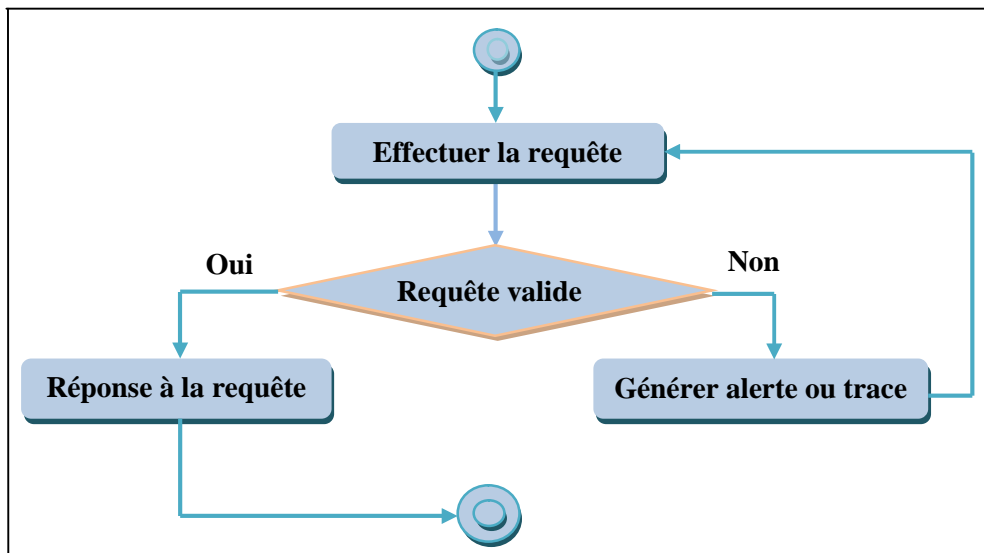 Effectuer la requête
Oui
Non
Requête valide
Réponse à la requête
Générer alerte ou trace